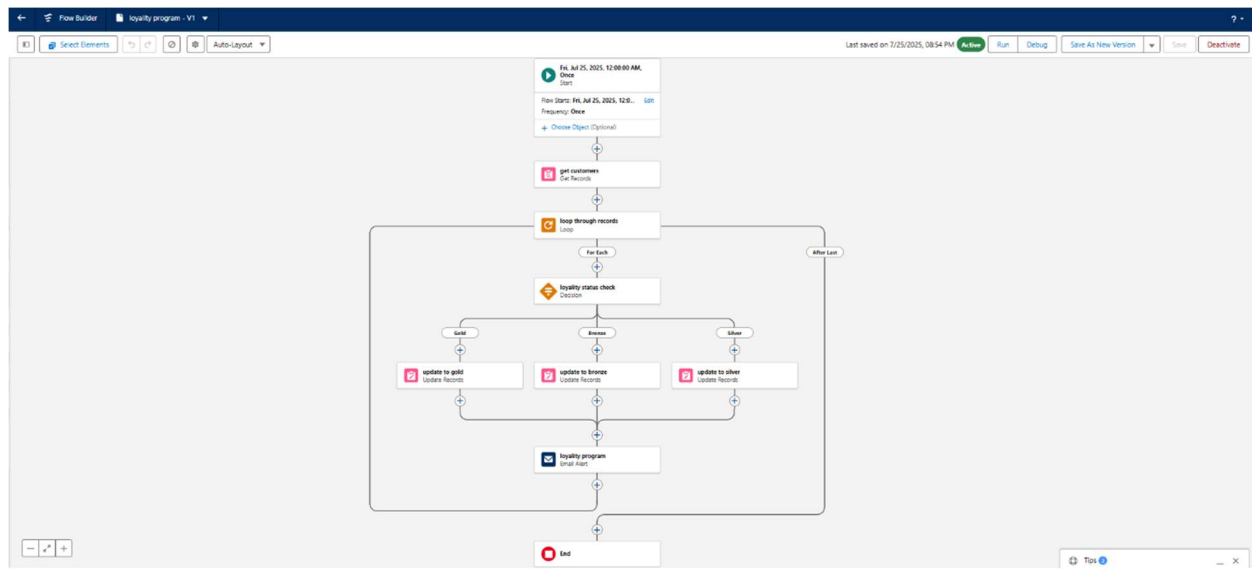 Flow Builder
loyality program - V1
?
Select Elements
Auto-Layout
Last saved on 7/25/2025, 08:54 PM
Active
Run
Debug
Save As New Version
Save
Deactivate
Fri, Jul 25, 2025, 12:00:00 AM,
Once
Start
Flow Starts: Fri, Jul 25, 2025, 12:0... Edit
Frequency: Once
+ Choose Object (Optional)
get customers
Get Records
loop through records
Loop
For Each
After Last
loyality status check
Decision
Gold
Bronze
Silver
update to gold
Update Records
update to bronze
Update Records
update to silver
Update Records
loyality program
Email Alert
End
Tips 3